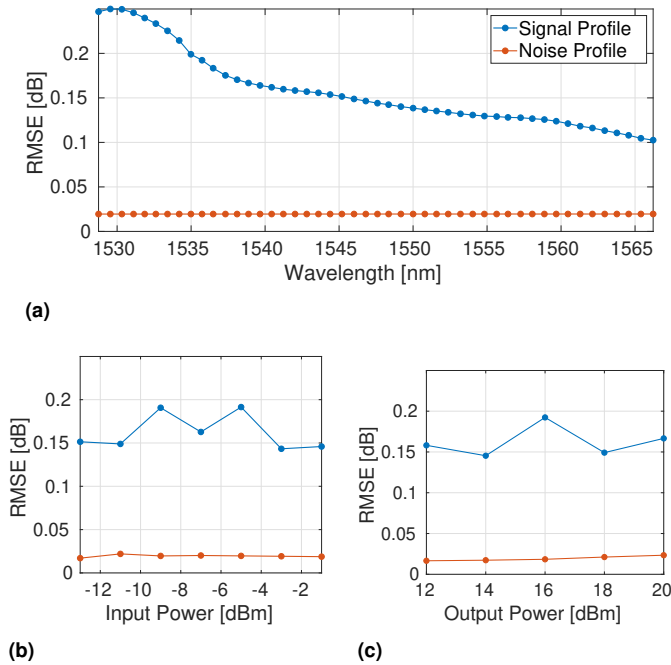 0.2
0.15
0.1
0.05
0
RMSE [dB]
Signal Profile
Noise Profile
1530 1535 1540 1545 1550 1555 1560 1565
Wavelength [nm]
(a)
0.2
0.15
0.1
0.05
0
RMSE [dB]
-12 -10 -8 -6 -4 -2
Input Power [dBm]
(b)
0.2
0.15
0.1
0.05
0
RMSE [dB]
12 14 16 18 20
Output Power [dBm]
(c)